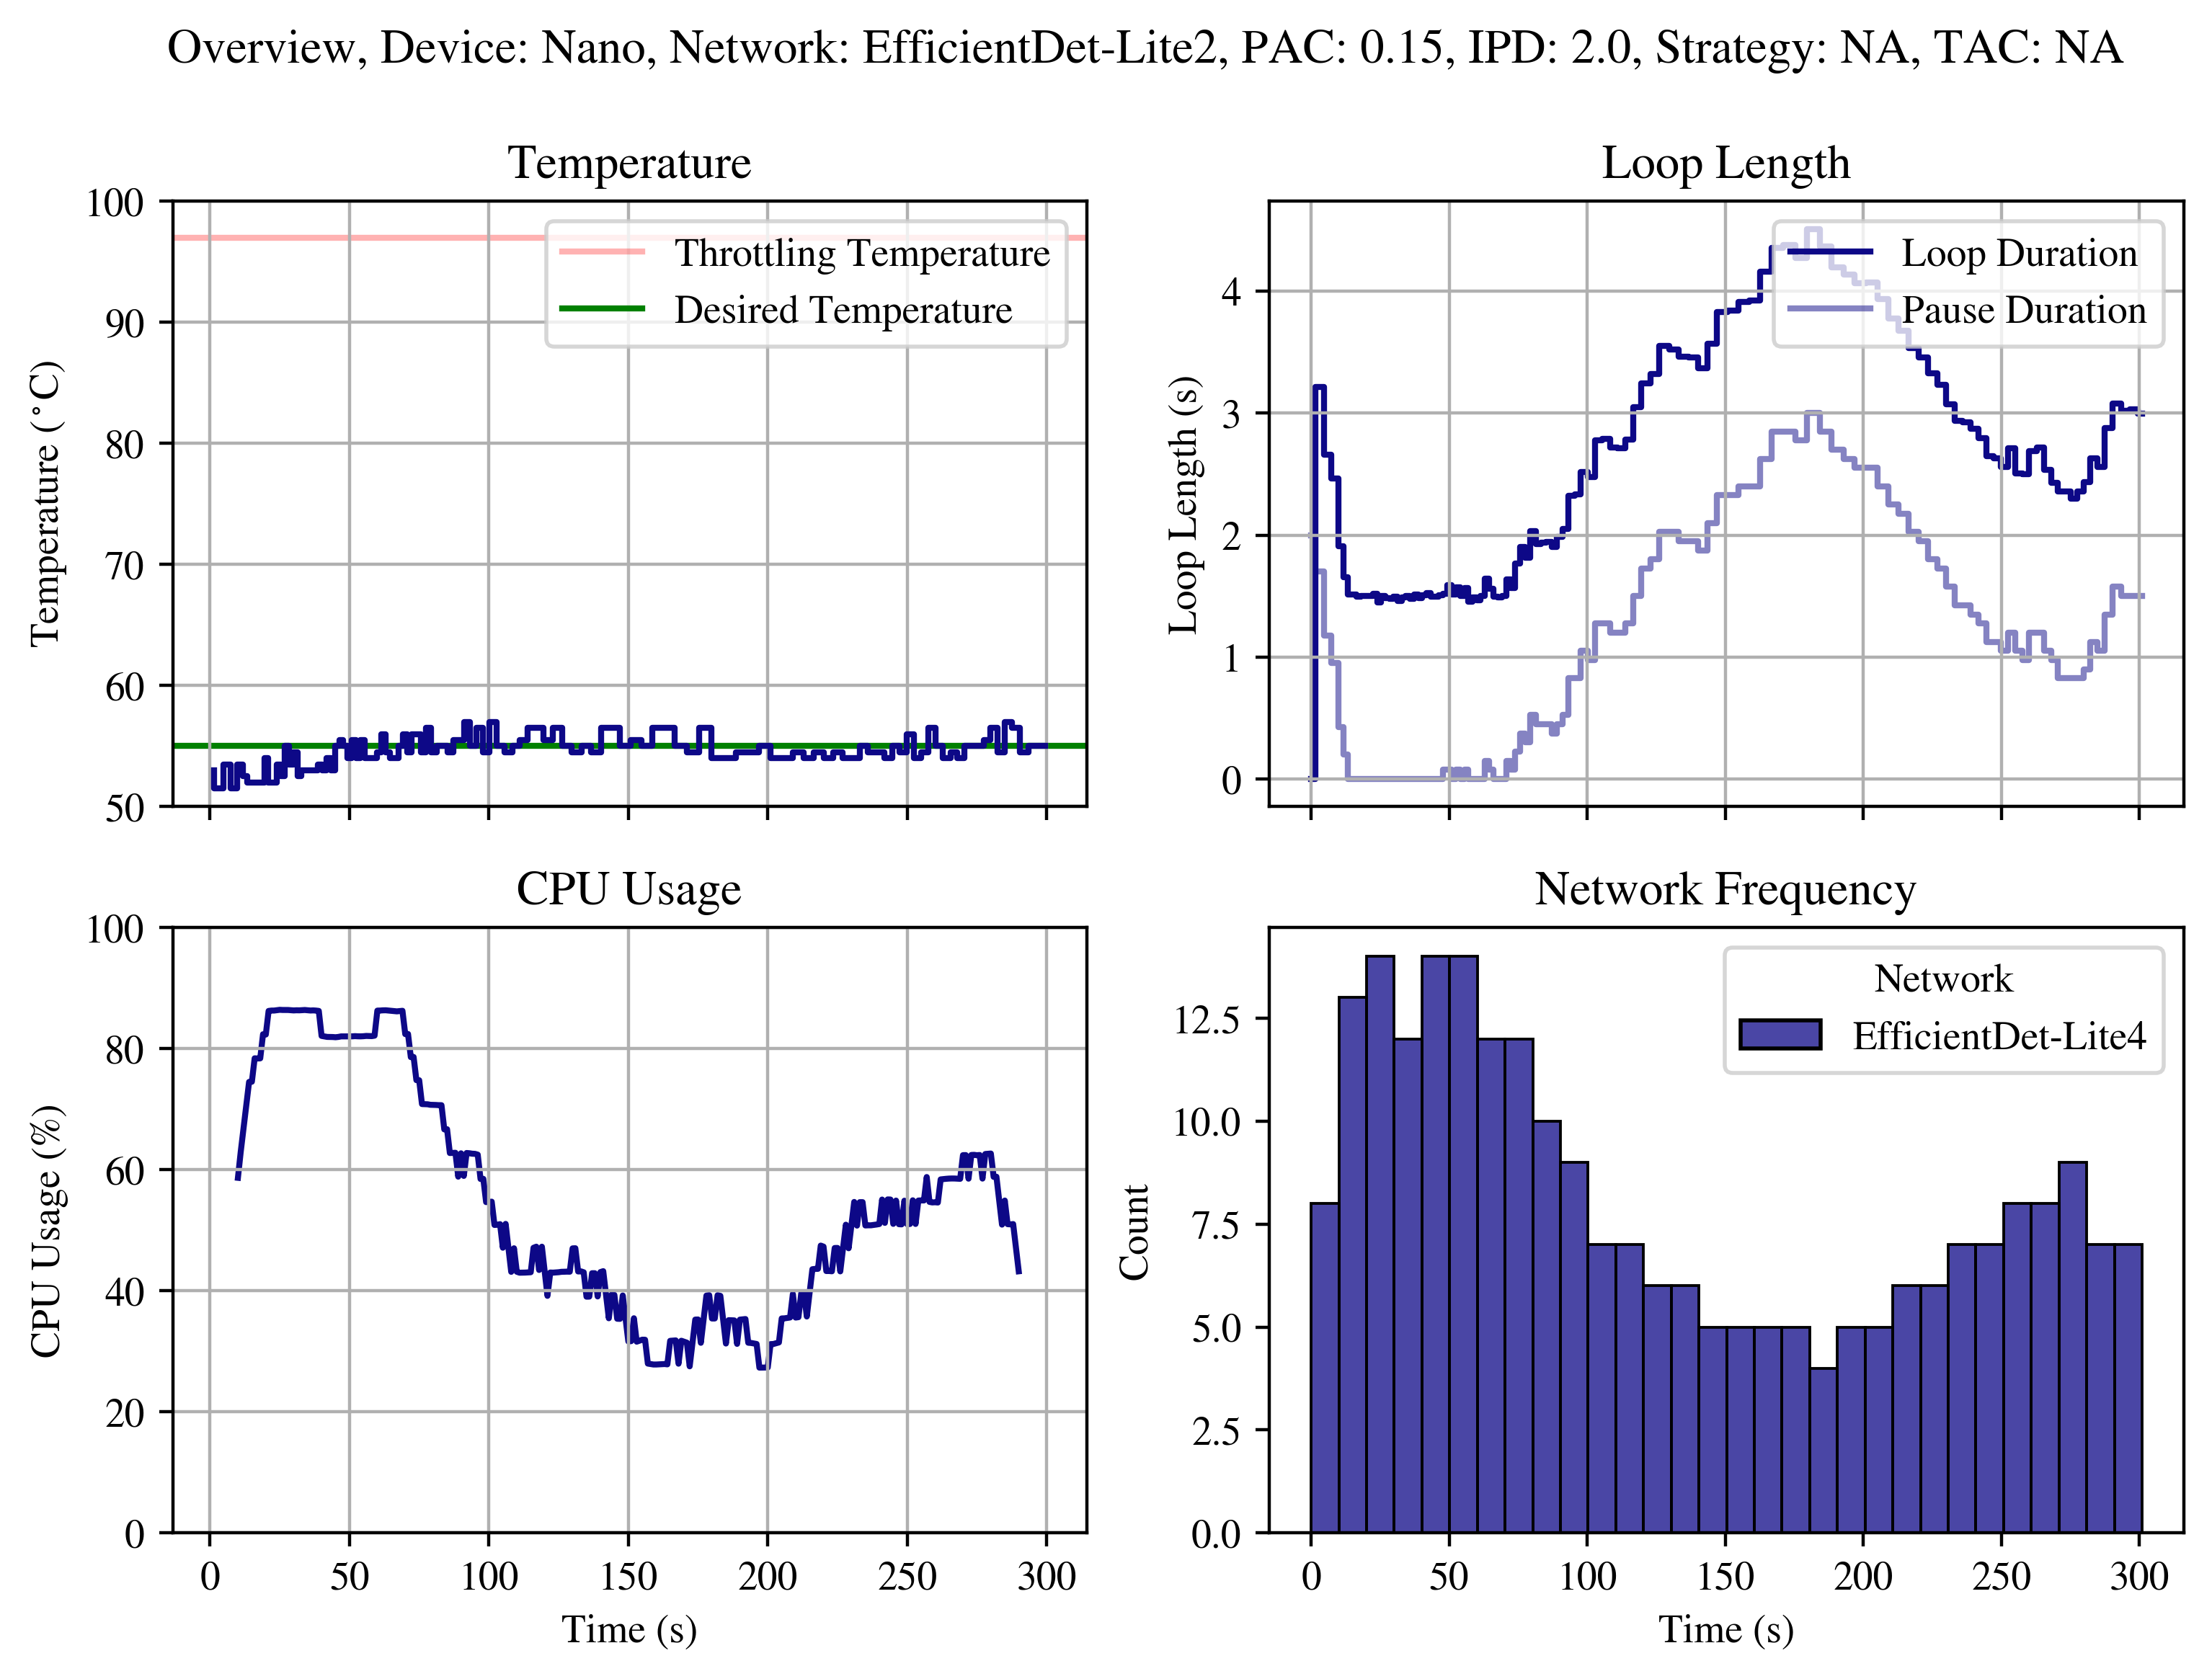 Overview, Device: Nano, Network: EfficientDet-Lite2, PAC: 0.15, IPD: 2.0, Strategy: NA, TAC: NA
Temperature
100
90
80
70
60
50
Temperature (°C)
Throttling Temperature
Desired Temperature
Loop Length
4
3
2
1
0
Loop Length (s)
Loop Duration
Pause Duration
CPU Usage
100
80
60
40
20
0
CPU Usage (%)
0 50 100 150 200 250 300
Time (s)
Network Frequency
12.5
10.0
7.5
5.0
2.5
0.0
Count
Network
EfficientDet-Lite4
0 50 100 150 200 250 300
Time (s)